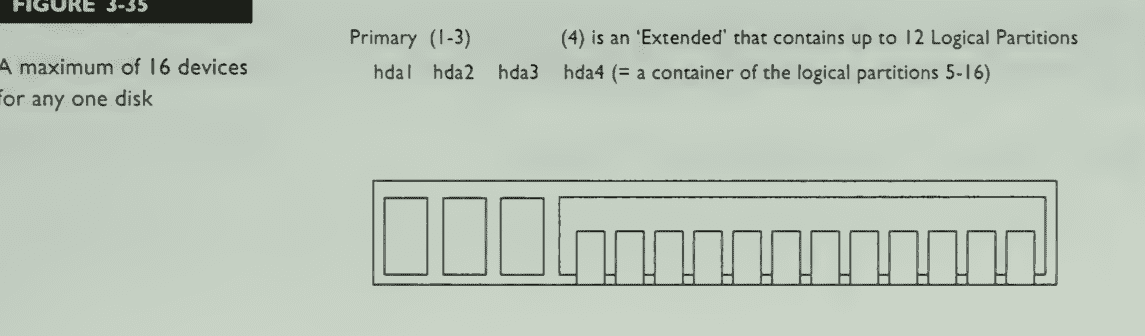 FIGURE 3-35
A maximum of 16 devices
for any one disk
Primary (1-3) (4) is an 'Extended' that contains up to 12 Logical Partitions
hda1 hda2 hda3 hda4 (= a container of the logical partitions 5-16)